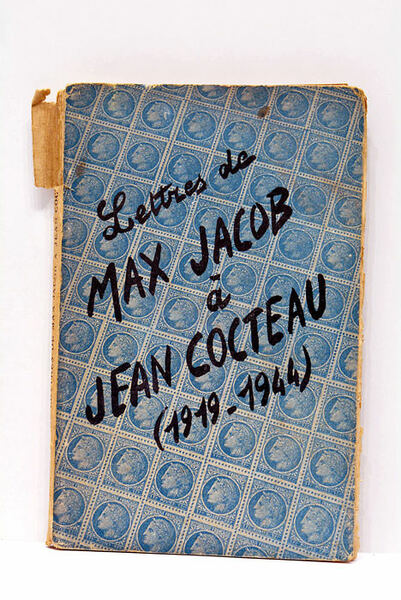 Lettres de
MAX JACOB
à
JEAN COCTEAU
(1919-1944)